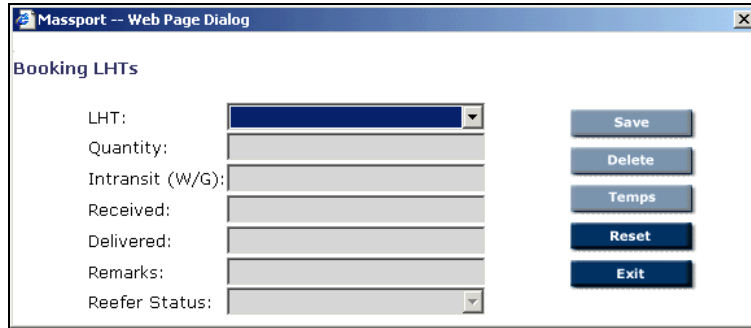 Massport -- Web Page Dialog
Booking LHTs
LHT:
Save
Quantity:
Delete
Intransit (W/G):
Temps
Received:
Reset
Delivered:
Exit
Remarks:
Reefer Status: